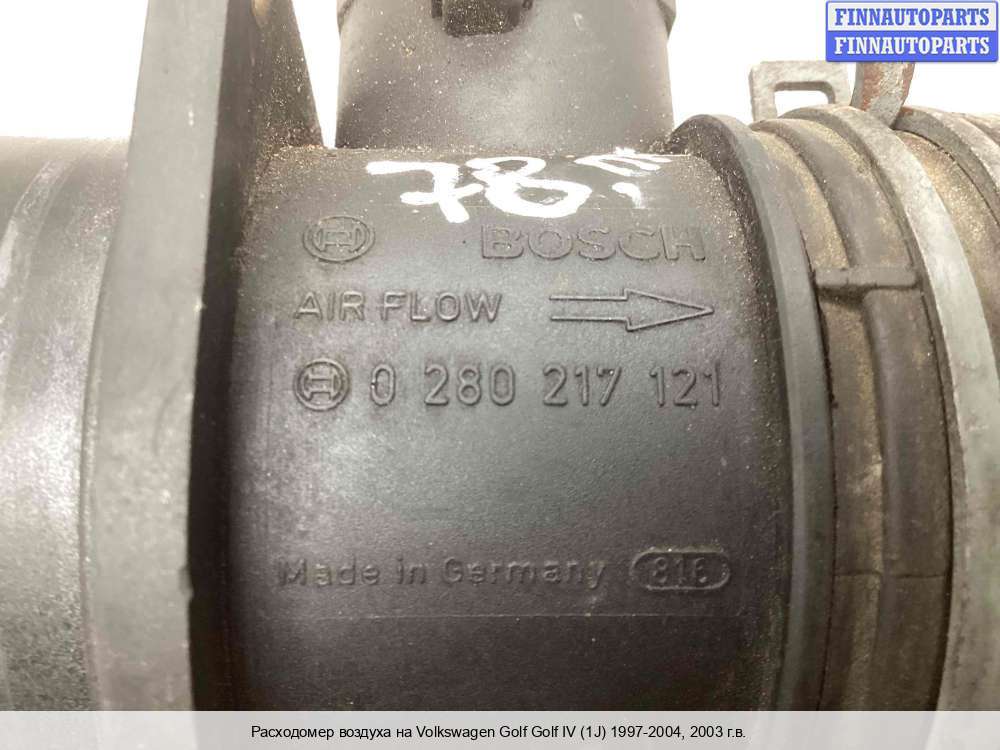 FINNAUTOPARTS
FINNAUTOPARTS
78
BOSCH
AIR FLOW
0 280 217 121
Made in Germany 816
Расходомер воздуха на Volkswagen Golf Golf IV (1J) 1997-2004, 2003 г.в.